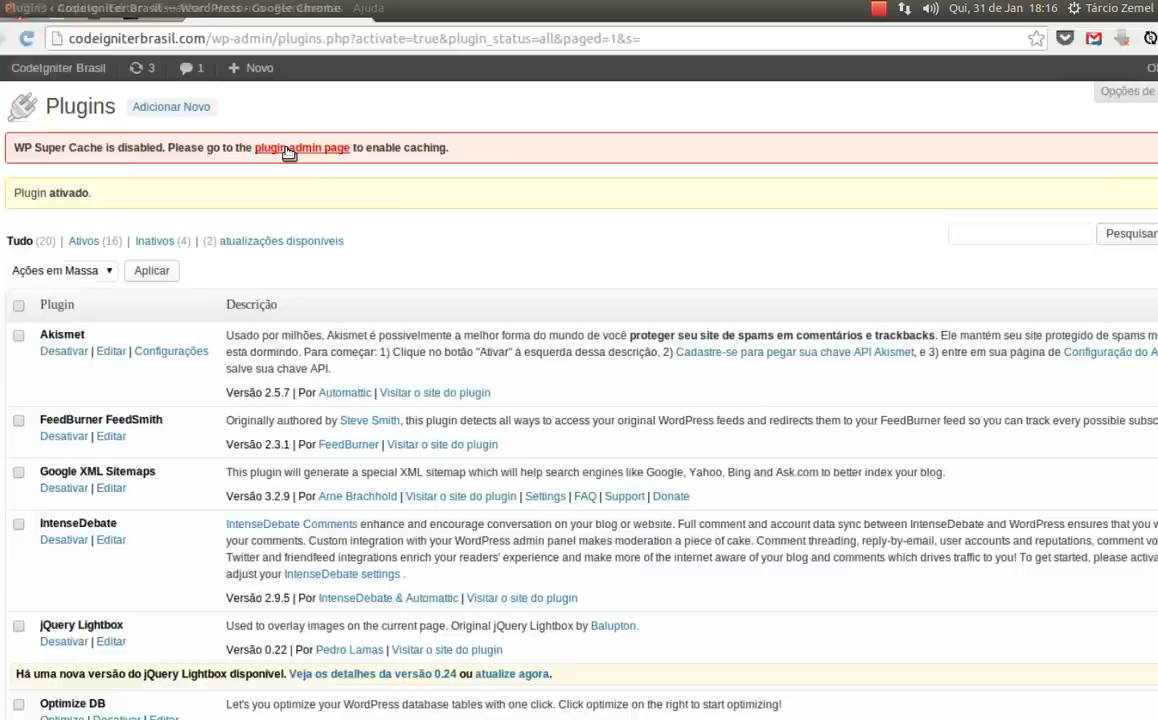 Plugins ‹ CodeIgniter Brasil — WordPress - Google Chrome Ajuda
Qui, 31 de Jan 18:16 Tárcio Zemel
codeigniterbrasil.com/wp-admin/plugins.php?activate=true&plugin_status=all&paged=1&s=
CodeIgniter Brasil 3 1 Novo
Plugins Adicionar Novo
Opções de
WP Super Cache is disabled. Please go to the plugin admin page to enable caching.
Plugin ativado.
Tudo (20) | Ativos (16) | Inativos (4) | (2) atualizações disponíveis
Pesquisar
Ações em Massa Aplicar
Plugin Descrição
Akismet
Desativar | Editar | Configurações
Usado por milhões, Akismet é possivelmente a melhor forma do mundo de você proteger seu site de spams em comentários e trackbacks. Ele mantém seu site protegido de spams
está dormindo. Para começar: 1) Clique no botão "Ativar" à esquerda dessa descrição, 2) Cadastre-se para pegar sua chave API Akismet, e 3) entre em sua página de Configuração do A
salve sua chave API.
Versão 2.5.7 | Por Automattic | Visitar o site do plugin
FeedBurner FeedSmith
Desativar | Editar
Originally authored by Steve Smith, this plugin detects all ways to access your original WordPress feeds and redirects them to your FeedBurner feed so you can track every possible subsc
Versão 2.3.1 | Por FeedBurner | Visitar o site do plugin
Google XML Sitemaps
Desativar | Editar
This plugin will generate a special XML sitemap which will help search engines like Google, Yahoo, Bing and Ask.com to better index your blog.
Versão 3.2.9 | Por Arne Brachhold | Visitar o site do plugin | Settings | FAQ | Support | Donate
IntenseDebate
Desativar | Editar
IntenseDebate Comments enhance and encourage conversation on your blog or website. Full comment and account data sync between IntenseDebate and WordPress ensures that you w
your comments. Custom integration with your WordPress admin panel makes moderation a piece of cake. Comment threading, reply-by-email, user accounts and reputations, comment vo
Twitter and friendfeed integrations enrich your readers' experience and make more of the internet aware of your blog and comments which drives traffic to you! To get started, please activa
adjust your IntenseDebate settings .
Versão 2.9.5 | Por IntenseDebate & Automattic | Visitar o site do plugin
jQuery Lightbox
Desativar | Editar
Used to overlay images on the current page. Original jQuery Lightbox by Balupton.
Versão 0.22 | Por Pedro Lamas | Visitar o site do plugin
Há uma nova versão do jQuery Lightbox disponível. Veja os detalhes da versão 0.24 ou atualize agora.
Optimize DB
Optimize | Desativar | Editar
Let's you optimize your WordPress database tables with one click. Click optimize on the right to start optimizing!